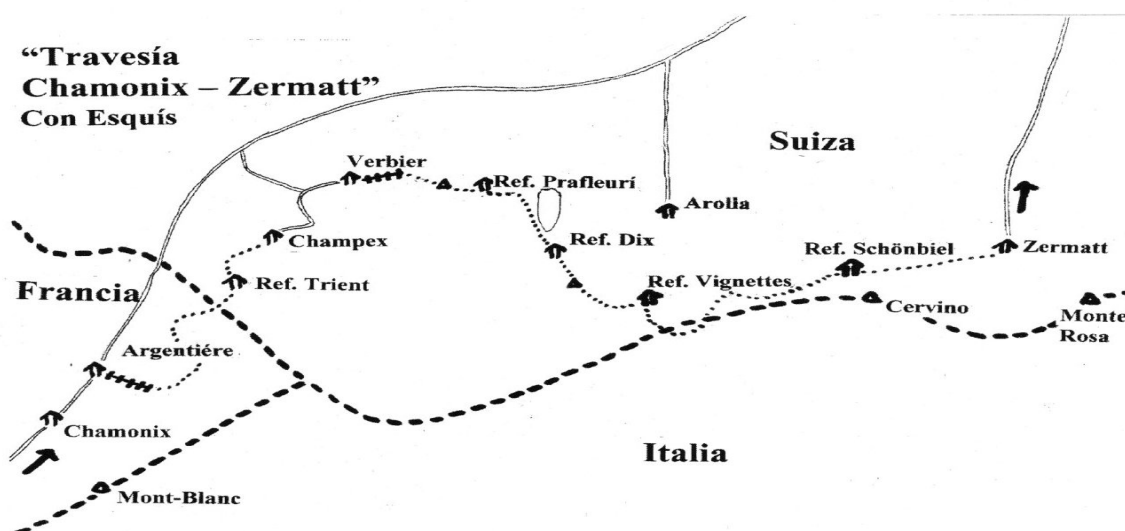 “Travesía
Chamonix – Zermatt”
Con Esquís
Suiza
Verbier
Ref. Prafleurí
Arolla
Champex
Ref. Dix
Ref. Schönbiel
Zermatt
Francia
Ref. Trient
Ref. Vignettes
Cervino
Monte
Rosa
Argentiére
Chamonix
Italia
Mont-Blanc